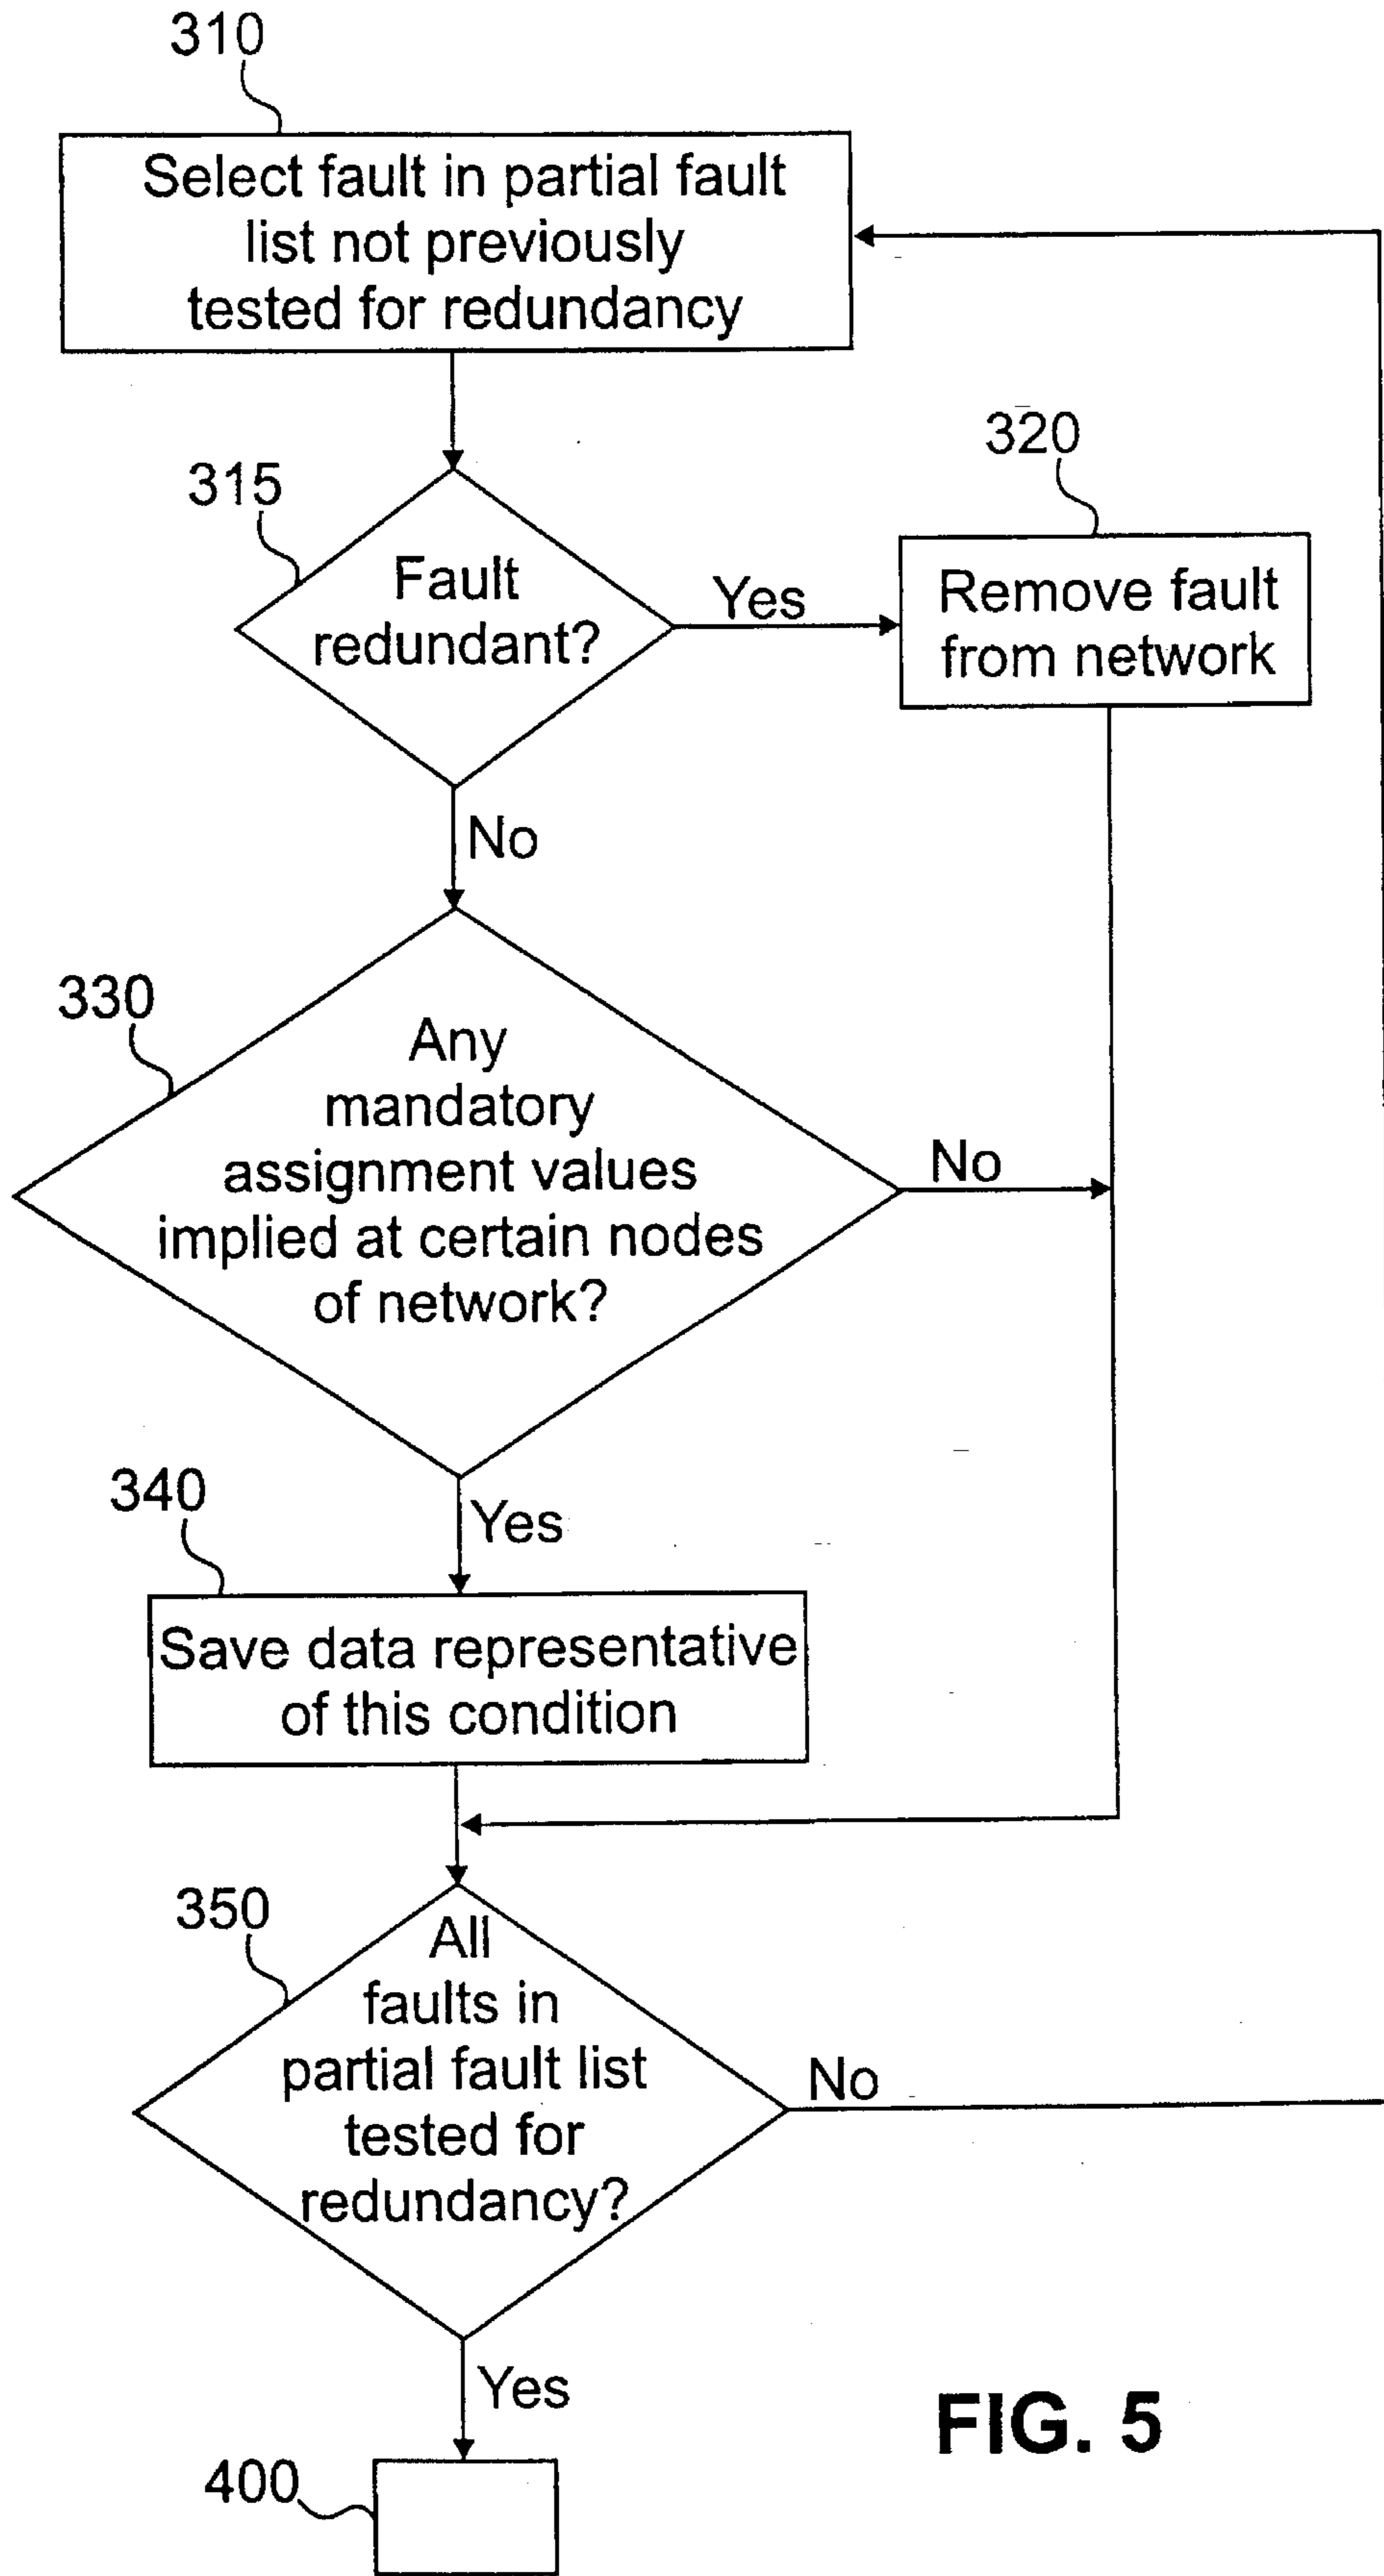 310
Select fault in partial fault
list not previously
tested for redundancy
320
315
Fault
redundant?
Yes
Remove fault
from network
No
330
Any
mandatory
assignment values
implied at certain nodes
of network?
No
340
Yes
Save data representative
of this condition
350
All
faults in
partial fault list
tested for
redundancy?
No
Yes
FIG. 5
400